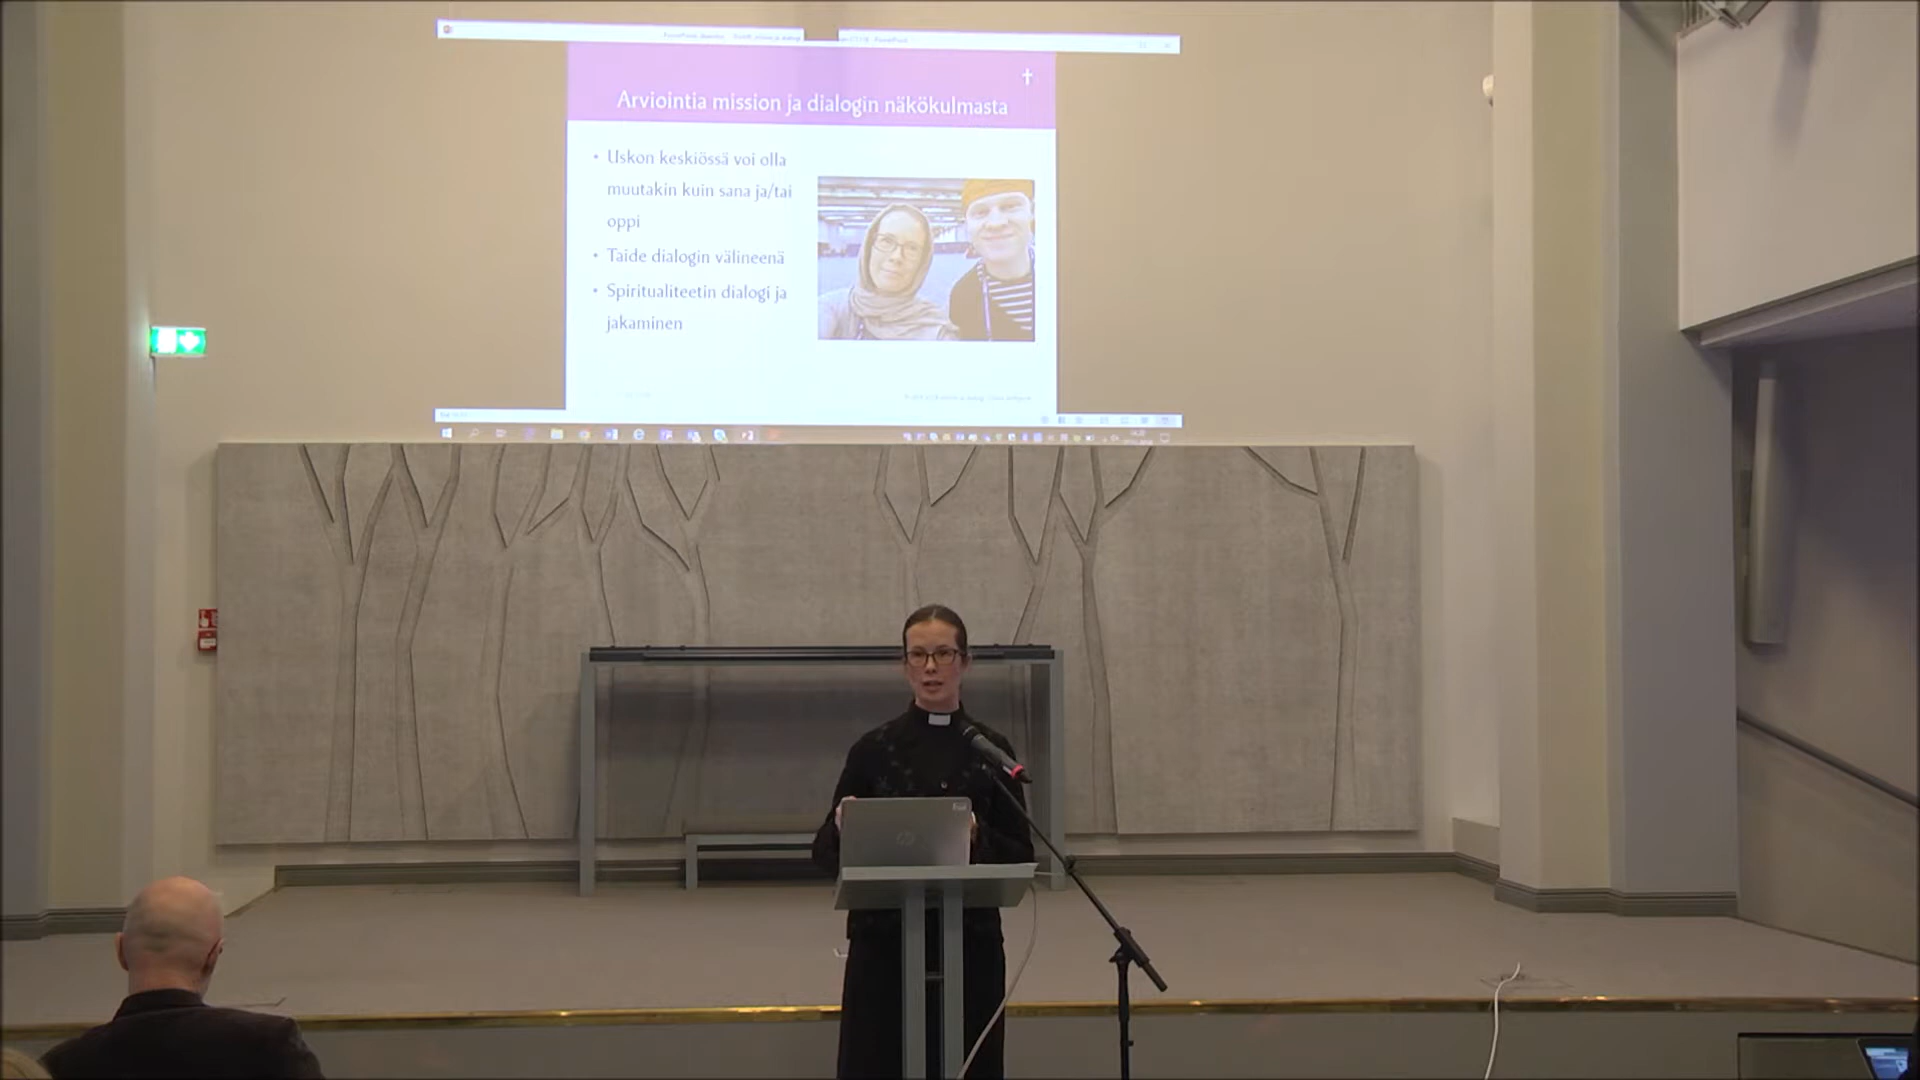 Arviointia mission ja dialogin näkökulmasta
• Uskon keskiössä voi olla
muutakin kuin sana ja/tai
oppi
• Taide dialogin välineenä
• Spiritualiteetin dialogi ja
jakaminen
hp